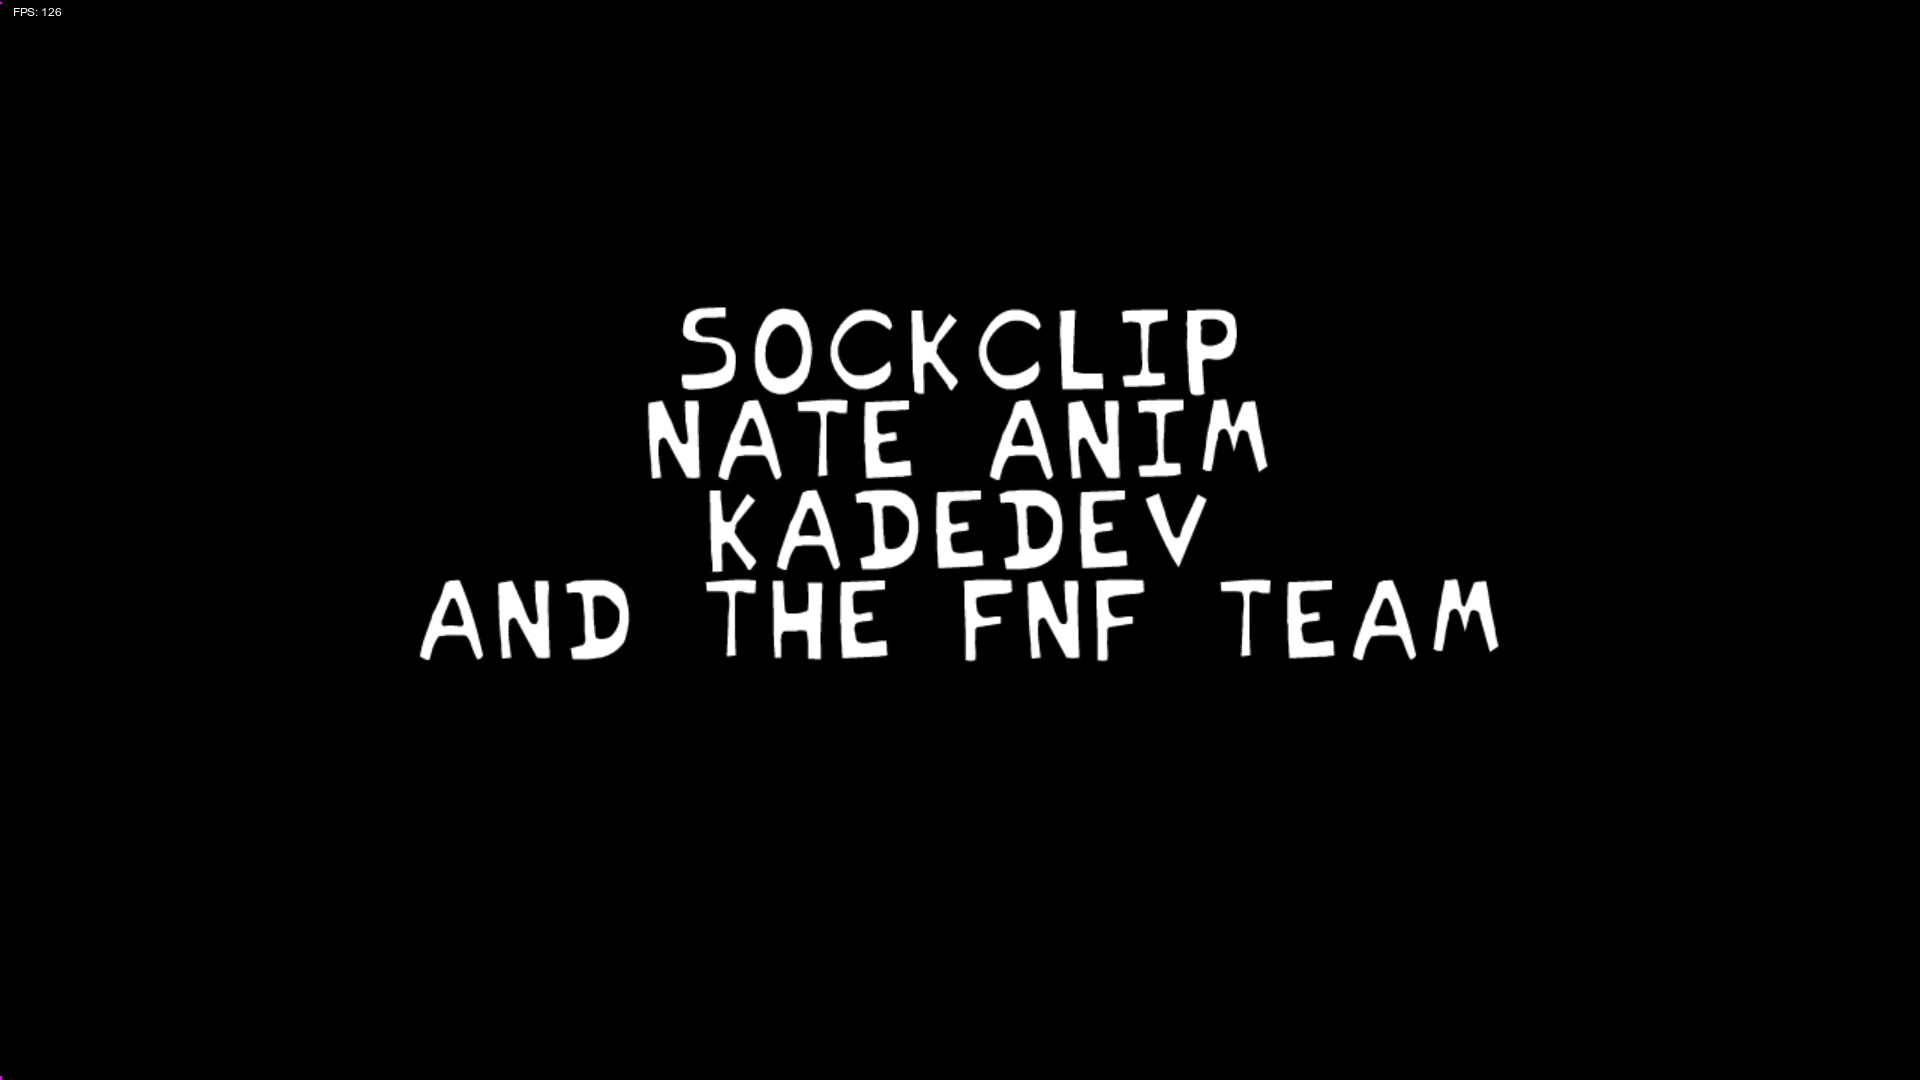 FPS: 126
SOCKCLIP
NATE ANIM
KADEDEV
AND THE FNF TEAM